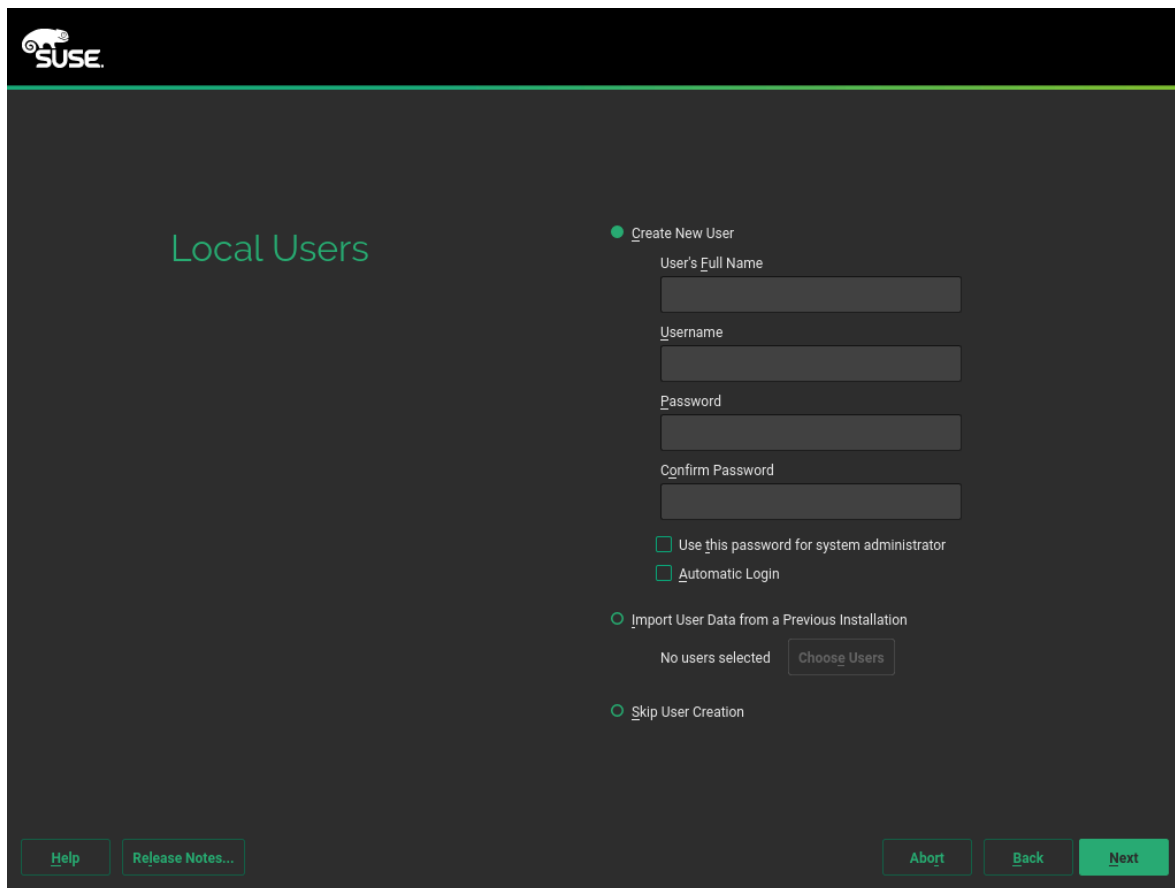 SUSE.
Local Users
Create New User
User's Full Name
Username
Password
Confirm Password
Use this password for system administrator
Automatic Login
Import User Data from a Previous Installation
No users selected Choose Users
Skip User Creation
Help Release Notes... Abort Back Next